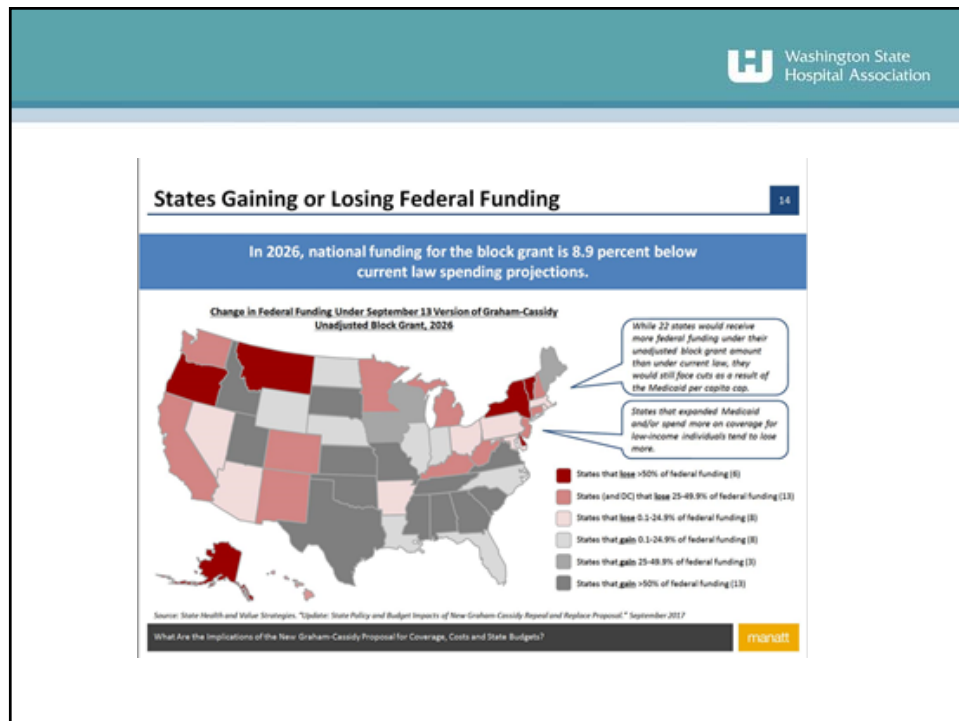 Washington State
Hospital Association
States Gaining or Losing Federal Funding
14
In 2026, national funding for the block grant is 8.9 percent below
current law spending projections.
Change in Federal Funding Under September 13 Version of Graham-Cassidy
Unadjusted Block Grant, 2026
While 22 states would receive
more federal funding under their
unadjusted block grant amount
than under current law, they
would still face cuts as a result of
the Medicaid per capita cap.
States that expanded Medicaid
and/or spend more on coverage for
low-income individuals tend to lose
more.
States that lose >50% of federal funding (6)
States (and DC) that lose 25-49.9% of federal funding (13)
States that lose 0.1-24.9% of federal funding (8)
States that gain 0.1-24.9% of federal funding (8)
States that gain 25-49.9% of federal funding (3)
States that gain >50% of federal funding (13)
Source: State Health and Value Strategies. "Update: State Policy and Budget Impacts of New Graham-Cassidy Repeal and Replace Proposal." September 2017
What Are the Implications of the New Graham-Cassidy Proposal for Coverage, Costs and State Budgets?
manatt